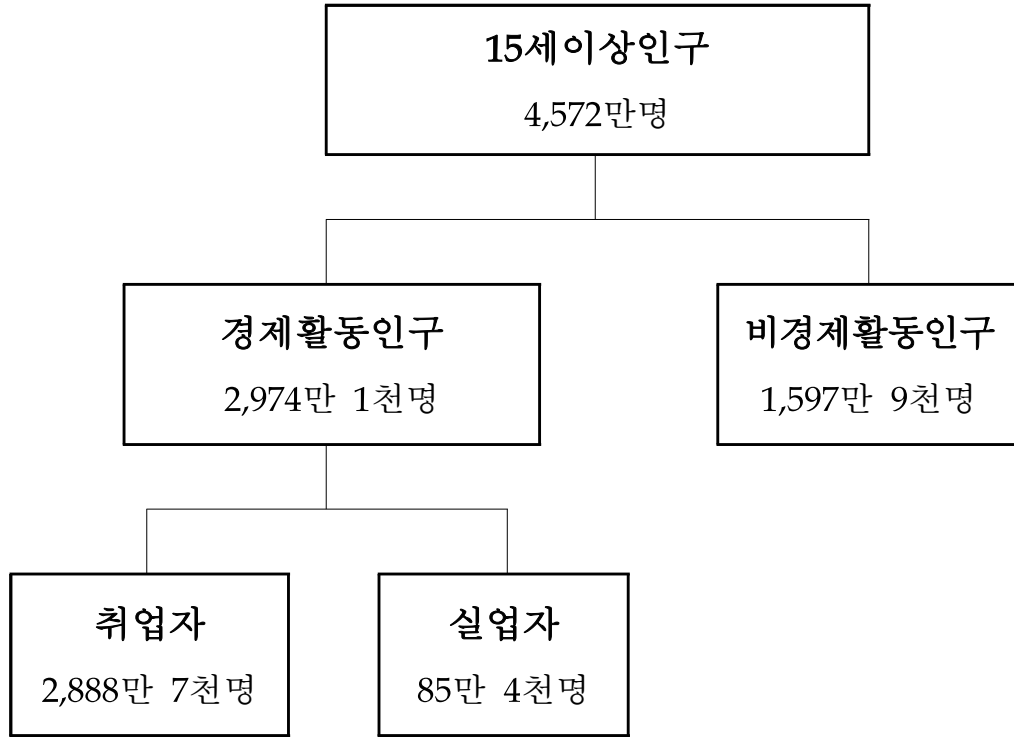 15세이상인구
4,572만명
경제활동인구
2,974만 1천명
비경제활동인구
1,597만 9천명
취업자
2,888만 7천명
실업자
85만 4천명